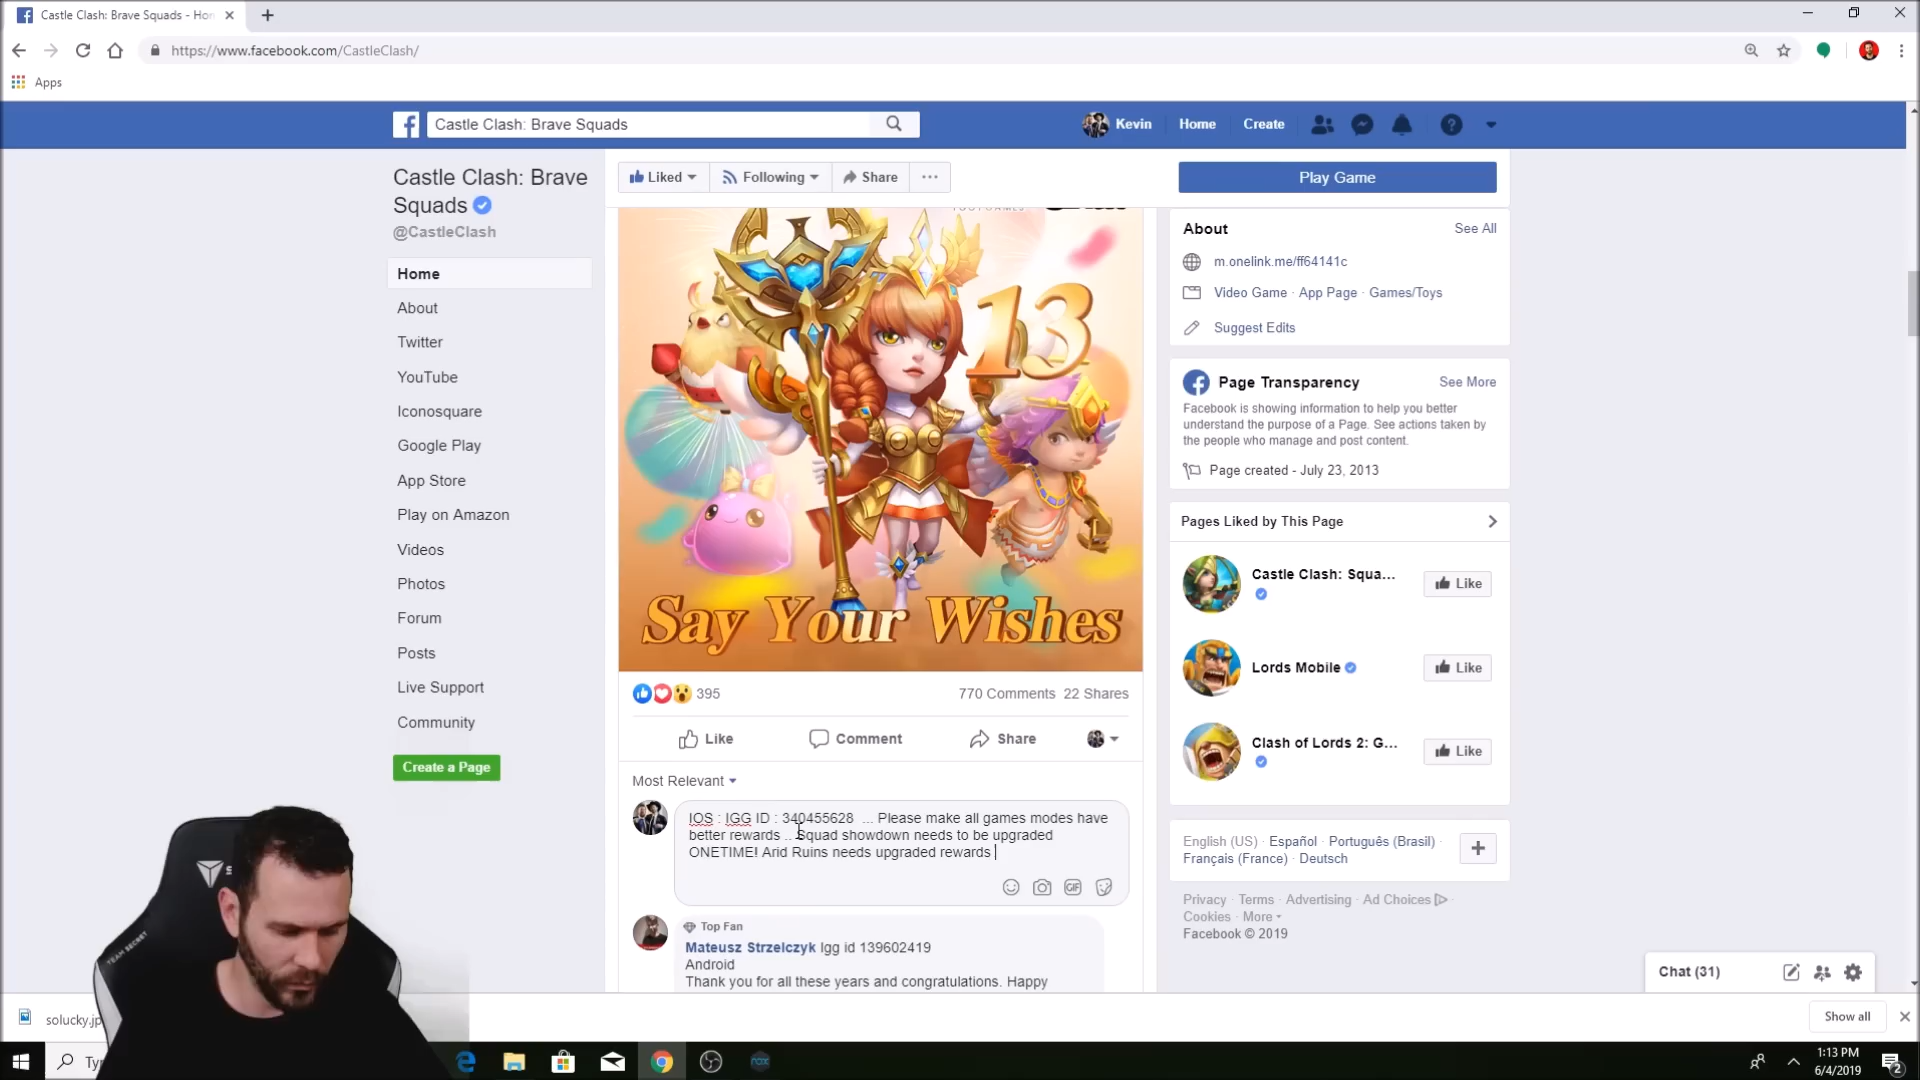 Castle Clash: Brave Squads - Hom
https://www.facebook.com/CastleClash/
Apps
Castle Clash: Brave Squads
Kevin
Home
Create
Castle Clash: Brave
Squads
@CastleClash
Home
About
Twitter
YouTube
Iconosquare
Google Play
App Store
Play on Amazon
Videos
Photos
Forum
Posts
Live Support
Community
Create a Page
Liked
Following
Share
Play Game
13
Say Your Wishes
395
770 Comments 22 Shares
Like
Comment
Share
Most Relevant
IOS : IGG ID : 340455628 ... Please make all games modes have
better rewards .. Squad showdown needs to be upgraded
ONETIME! Arid Ruins needs upgraded rewards
Top Fan
Mateusz Strzelczyk Igg id 139602419
Android
Thank you for all these years and congratulations. Happy
About
See All
m.onelink.me/ff64141c
Video Game · App Page · Games/Toys
Suggest Edits
Page Transparency
See More
Facebook is showing information to help you better
understand the purpose of a Page. See actions taken by
the people who manage and post content.
Page created - July 23, 2013
Pages Liked by This Page
Castle Clash: Squa...
Like
Lords Mobile
Like
Clash of Lords 2: G...
Like
English (US) · Español · Português (Brasil) ·
Français (France) · Deutsch
Privacy · Terms · Advertising · Ad Choices ·
Cookies · More
Facebook © 2019
Chat (31)
TEAM SECRET
solucky.jp
Show all
Ty
nox
1:13 PM
6/4/2019
2